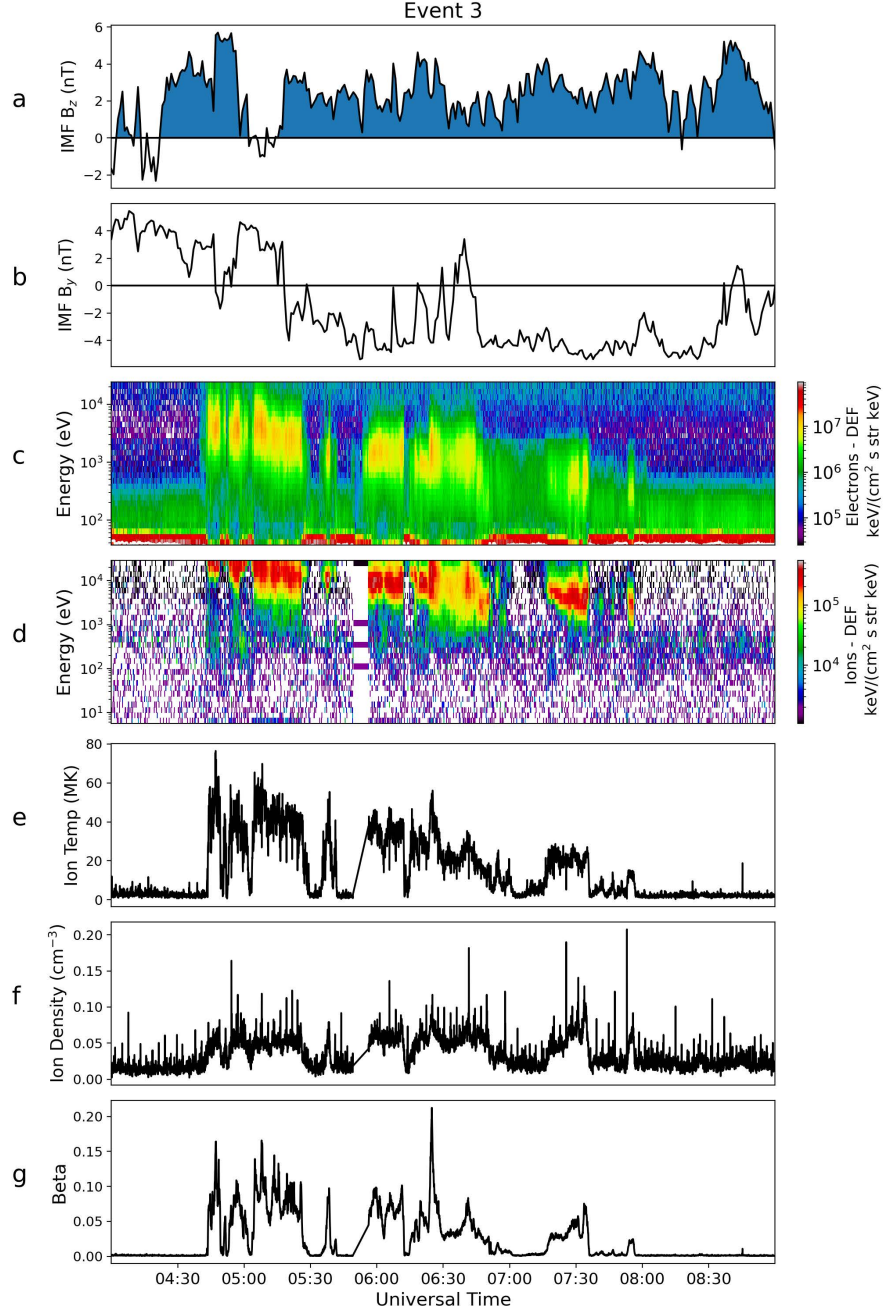 Event 3
a
IMF B_z (nT)
6
4
2
0
−2
b
IMF B_y (nT)
4
2
0
−2
−4
c
Energy (eV)
10^4
10^3
10^2
10^7
10^6
10^5
Electrons - DEF
keV/(cm^2 s str keV)
d
Energy (eV)
10^4
10^3
10^2
10^1
10^5
10^4
Ions - DEF
keV/(cm^2 s str keV)
e
Ion Temp (MK)
80
60
40
20
0
f
Ion Density (cm^−3)
0.20
0.15
0.10
0.05
0.00
g
Beta
0.20
0.15
0.10
0.05
0.00
04:30 05:00 05:30 06:00 06:30 07:00 07:30 08:00 08:30
Universal Time